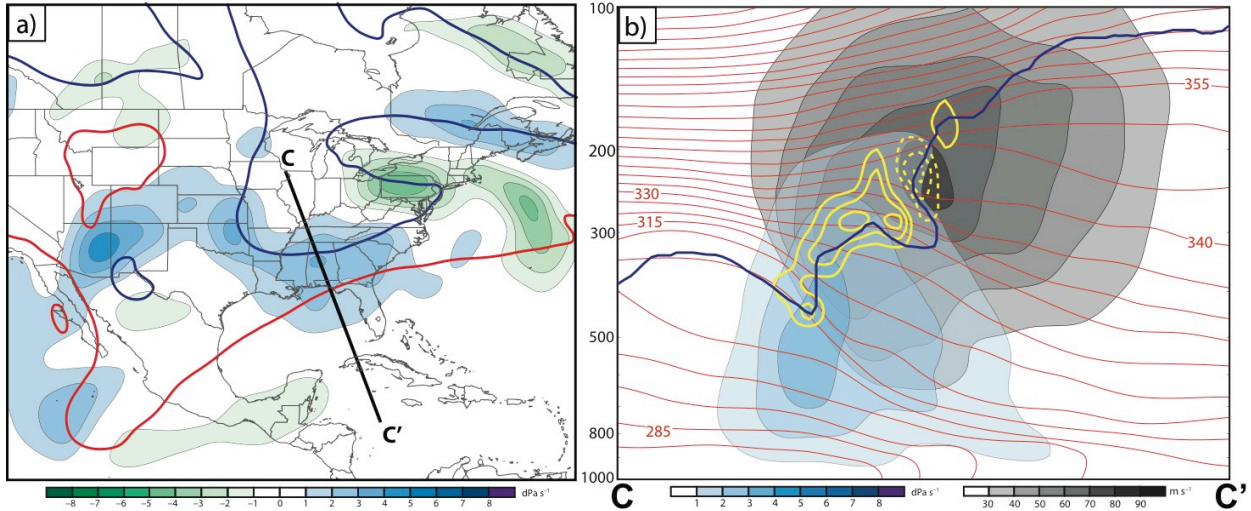 a)
C
C'
-8 -7 -6 -5 -4 -3 -2 -1 0 1 2 3 4 5 6 7 8 dPa s⁻¹
b)
100
200
300
500
800
1000
355
330
315
340
285
C
1 2 3 4 5 6 7 8 dPa s⁻¹
30 40 50 60 70 80 90 m s⁻¹
C'